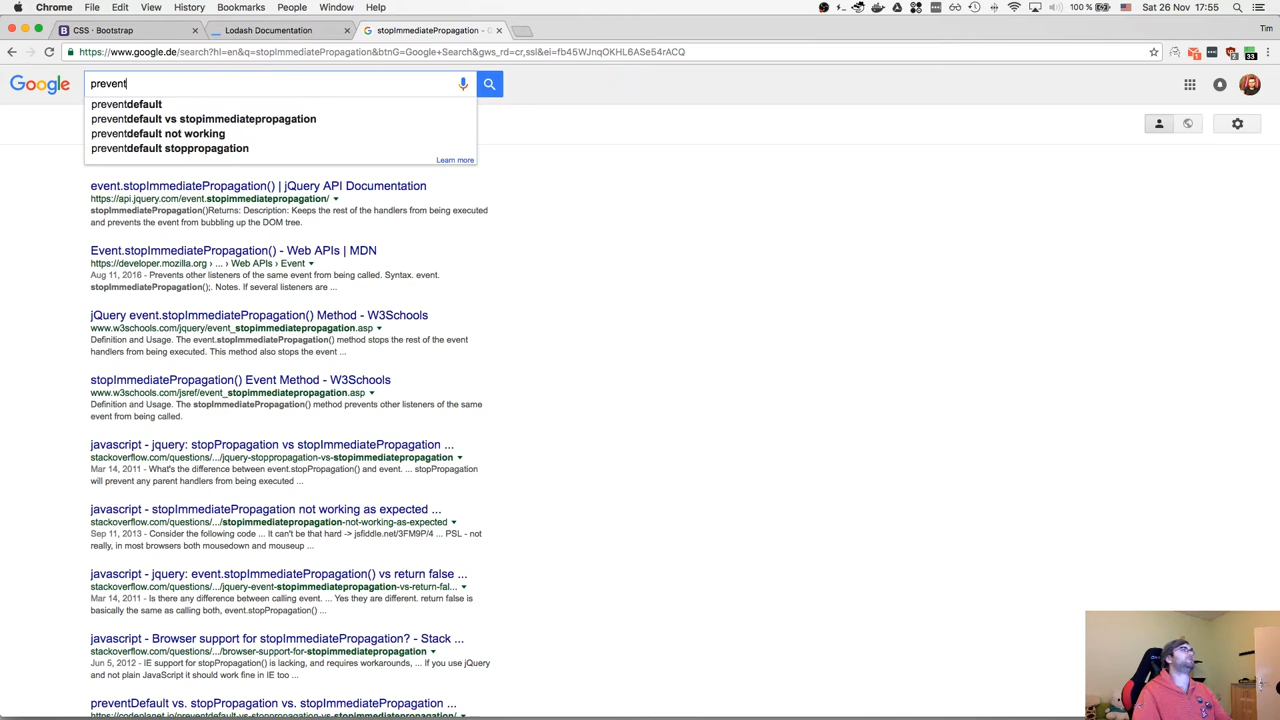 Chrome File Edit View History Bookmarks People Window Help
100 % Sat 26 Nov 15:55
CSS · Bootstrap
Lodash Documentation
stopImmediatePropagation - G
Tim
https://www.google.de/search?hl=en&q=stopImmediatePropagation&btnG=Google+Search&gws_rd=cr,ssl&ei=fb45WJnqOKHL6ASe54rACQ
33
Google
prevent
preventdefault
preventdefault vs stopimmediatepropagation
preventdefault not working
preventdefault stoppropagation
Learn more
event.stopImmediatePropagation() | jQuery API Documentation
https://api.jquery.com/event.stopimmediatepropagation/
stopImmediatePropagation()Returns: Description: Keeps the rest of the handlers from being executed
and prevents the event from bubbling up the DOM tree.
Event.stopImmediatePropagation() - Web APIs | MDN
https://developer.mozilla.org › ... › Web APIs › Event
Aug 11, 2016 - Prevents other listeners of the same event from being called. Syntax. event.
stopImmediatePropagation();. Notes. If several listeners are ...
jQuery event.stopImmediatePropagation() Method - W3Schools
www.w3schools.com/jquery/event_stopimmediatepropagation.asp
Definition and Usage. The event.stopImmediatePropagation() method stops the rest of the event
handlers from being executed. This method also stops the event ...
stopImmediatePropagation() Event Method - W3Schools
www.w3schools.com/jsref/event_stopimmediatepropagation.asp
Definition and Usage. The stopImmediatePropagation() method prevents other listeners of the same
event from being called.
javascript - jquery: stopPropagation vs stopImmediatePropagation ...
stackoverflow.com/questions/.../jquery-stoppropagation-vs-stopimmediatepropagation
Mar 14, 2011 - What's the difference between event.stopPropagation() and event. ... stopPropagation
will prevent any parent handlers from being executed ...
javascript - stopImmediatePropagation not working as expected ...
stackoverflow.com/questions/.../stopimmediatepropagation-not-working-as-expected
Sep 11, 2013 - Consider the following code ... It can't be that hard -> jsfiddle.net/3FM9P/4 ... PSL - not
really, in most browsers both mousedown and mouseup ...
javascript - jquery: event.stopImmediatePropagation() vs return false ...
stackoverflow.com/questions/.../jquery-event-stopimmediatepropagation-vs-return-fal...
Mar 14, 2011 - Is there any difference between calling event. ... Yes they are different. return false is
basically the same as calling both, event.stopPropagation() ...
javascript - Browser support for stopImmediatePropagation? - Stack ...
stackoverflow.com/questions/.../browser-support-for-stopimmediatepropagation
Jun 5, 2012 - IE support for stopPropagation() is lacking, and requires workarounds, ... If you use jQuery
and not plain JavaScript it should work fine in IE too ...
preventDefault vs. stopPropagation vs. stopImmediatePropagation ...
https://codeplanet.io/preventdefault-vs-stoppropagation-vs-stopimmediatepropagation/